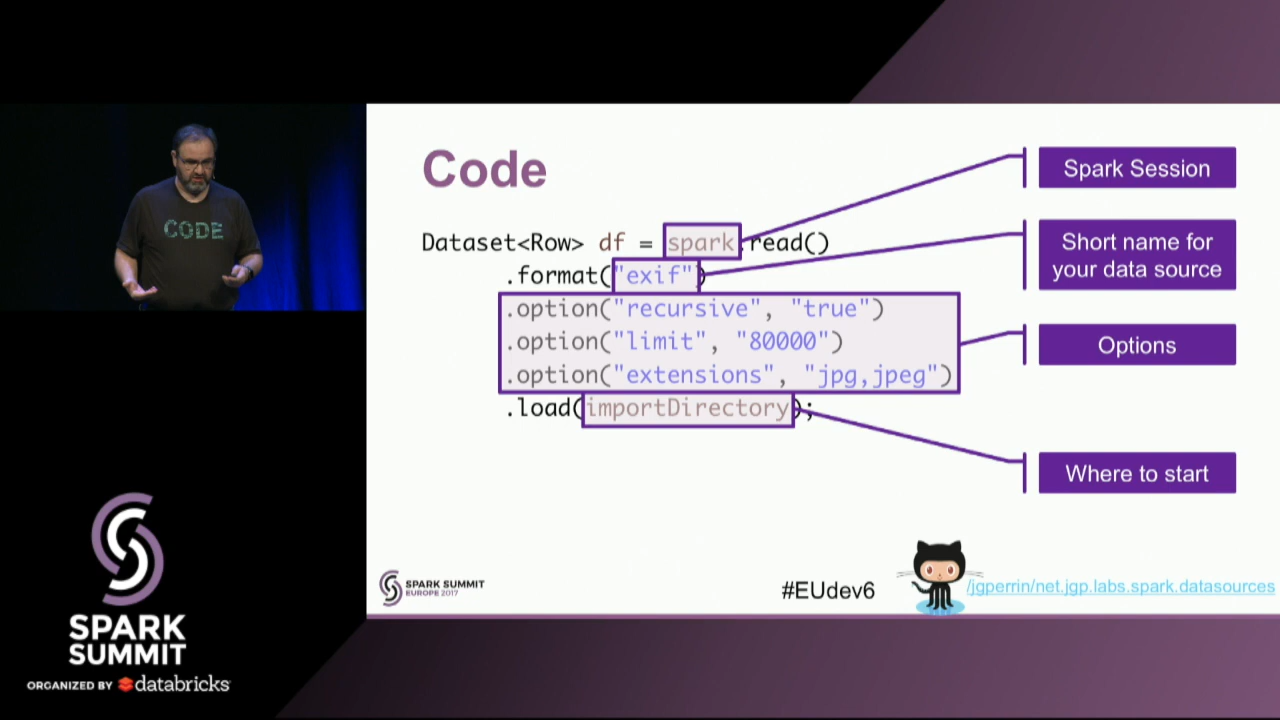 CODE
SPARK
SUMMIT
ORGANIZED BY databricks
Code
Dataset<Row> df = spark.read()
.format("exif")
.option("recursive", "true")
.option("limit", "80000")
.option("extensions", "jpg,jpeg")
.load(importDirectory);
Spark Session
Short name for
your data source
Options
Where to start
SPARK SUMMIT
EUROPE 2017
#EUdev6
/jgperrin/net.jgp.labs.spark.datasources